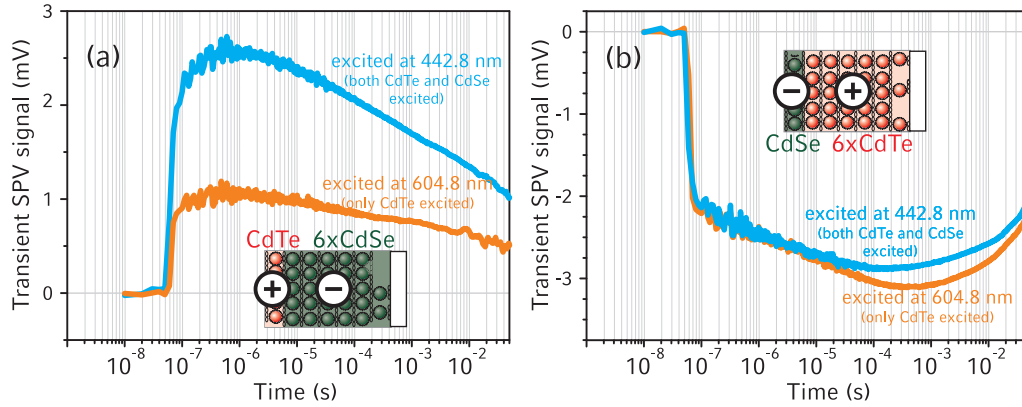 (a)
Transient SPV signal (mV)
3
2
1
0
excited at 442.8 nm
(both CdTe and CdSe
excited)
excited at 604.8 nm
(only CdTe excited)
CdTe 6xCdSe
+
−
10-8 10-7 10-6 10-5 10-4 10-3 10-2
Time (s)
(b)
Transient SPV signal (mV)
0
-1
-2
-3
−
+
CdSe 6xCdTe
excited at 442.8 nm
(both CdTe and CdSe
excited)
excited at 604.8 nm
(only CdTe excited)
10-8 10-7 10-6 10-5 10-4 10-3 10-2
Time (s)